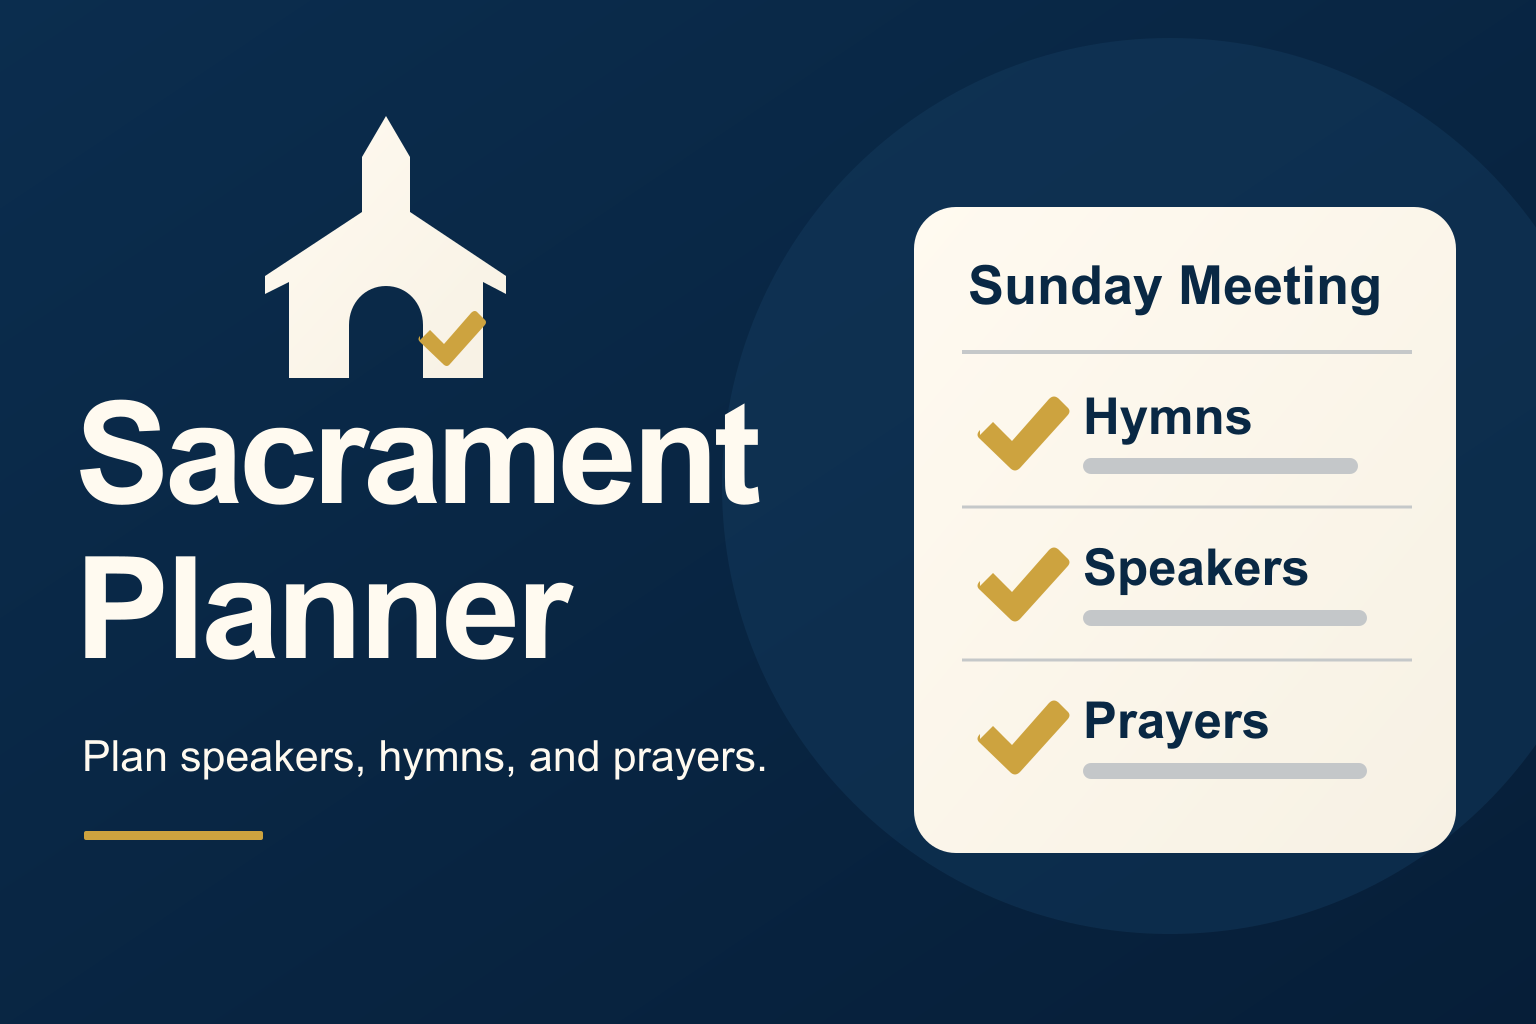 Sacrament
Planner
Plan speakers, hymns, and prayers.
Sunday Meeting
Hymns
Speakers
Prayers